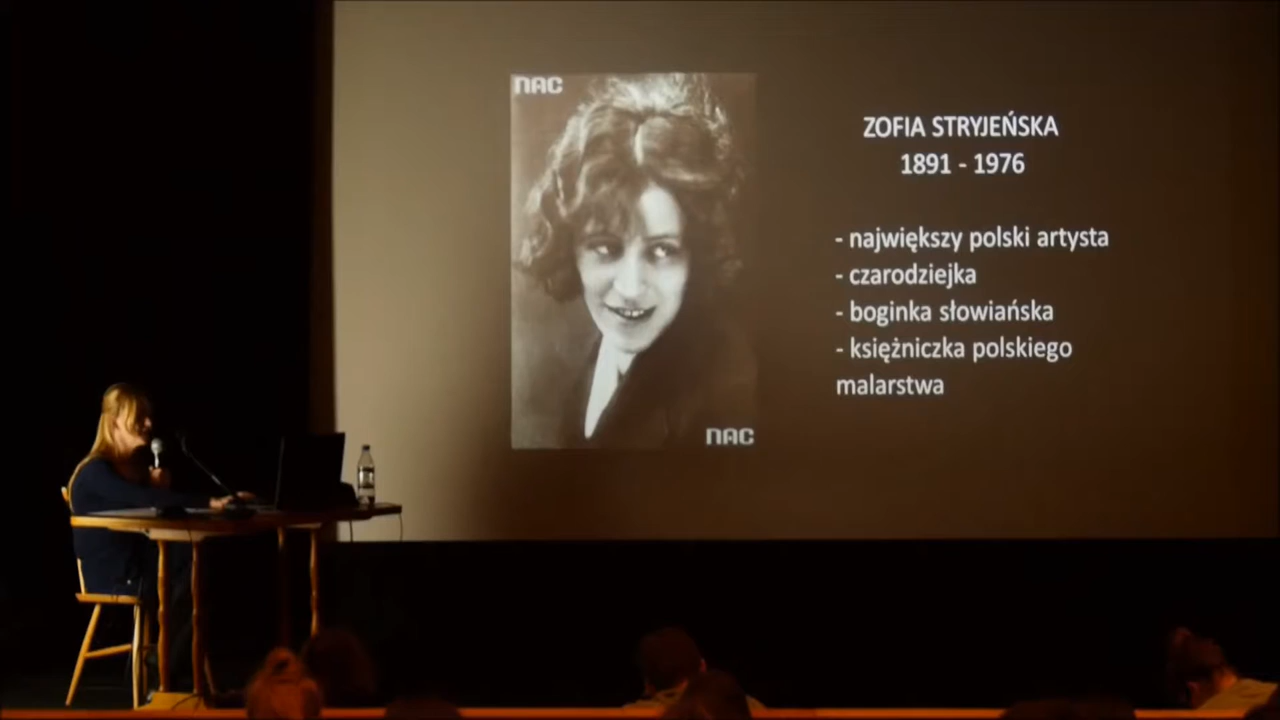 NAC
NAC
ZOFIA STRYJEŃSKA
1891 - 1976
- największy polski artysta
- czarodziejka
- boginka słowiańska
- księżniczka polskiego
malarstwa